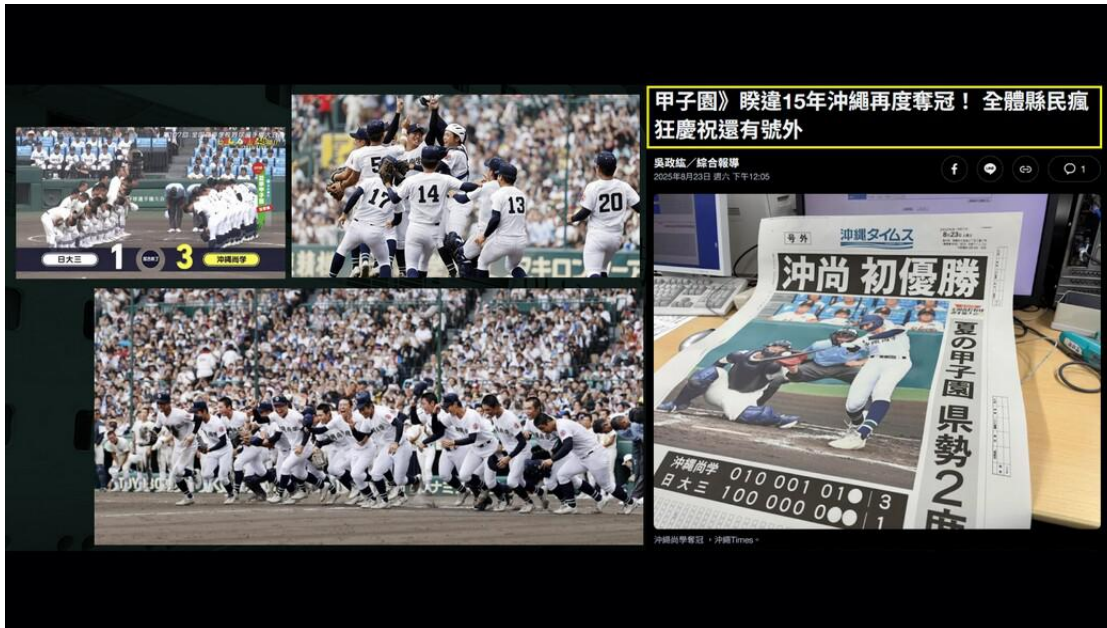 日大三 1 3 沖縄尚学
5
17
14
13
20
アキロン
甲子園》睽違15年沖繩再度奪冠！ 全體縣民瘋
狂慶祝還有號外
吳政紘／綜合報導
2025年8月23日 週六 下午12:05
1
号外
沖縄タイムス
沖尚 初優勝
夏の甲子園 県勢2度
沖縄尚学 010 001 01● 3
日大三 100 000 0●● 1
沖繩尚學奪冠 ，沖繩Times。